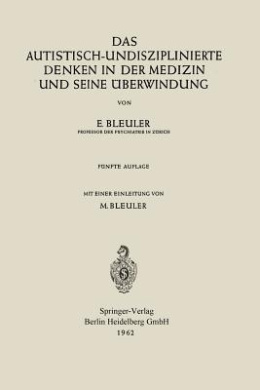 DAS
AUTISTISCH-UNDISZIPLINIERTE
DENKEN IN DER MEDIZIN
UND SEINE ÜBERWINDUNG
VON
E. BLEULER
PROFESSOR DER PSYCHIATRIE IN ZÜRICH
FÜNFTE AUFLAGE
MIT EINER EINLEITUNG VON
M. BLEULER
Springer-Verlag
Berlin Heidelberg GmbH
1962